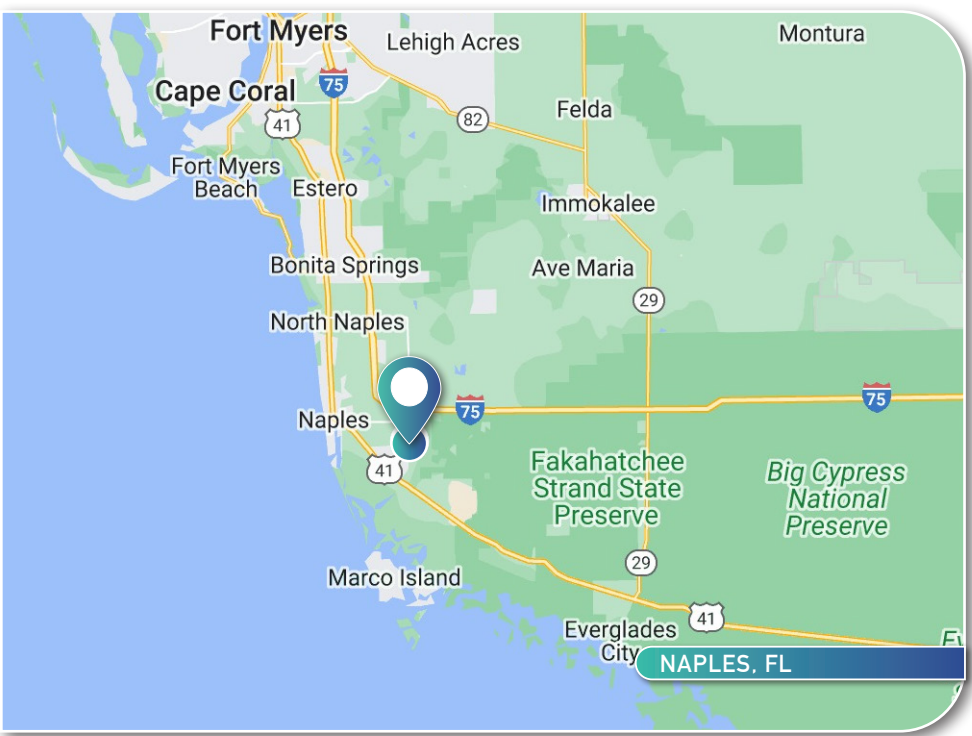 Fort Myers
Lehigh Acres
Montura
75
Cape Coral
41
82
Felda
Fort Myers
Beach
Estero
Immokalee
Bonita Springs
Ave Maria
29
North Naples
75
75
Naples
41
Fakahatchee
Strand State
Preserve
Big Cypress
National
Preserve
29
Marco Island
41
Everglades
City
NAPLES, FL